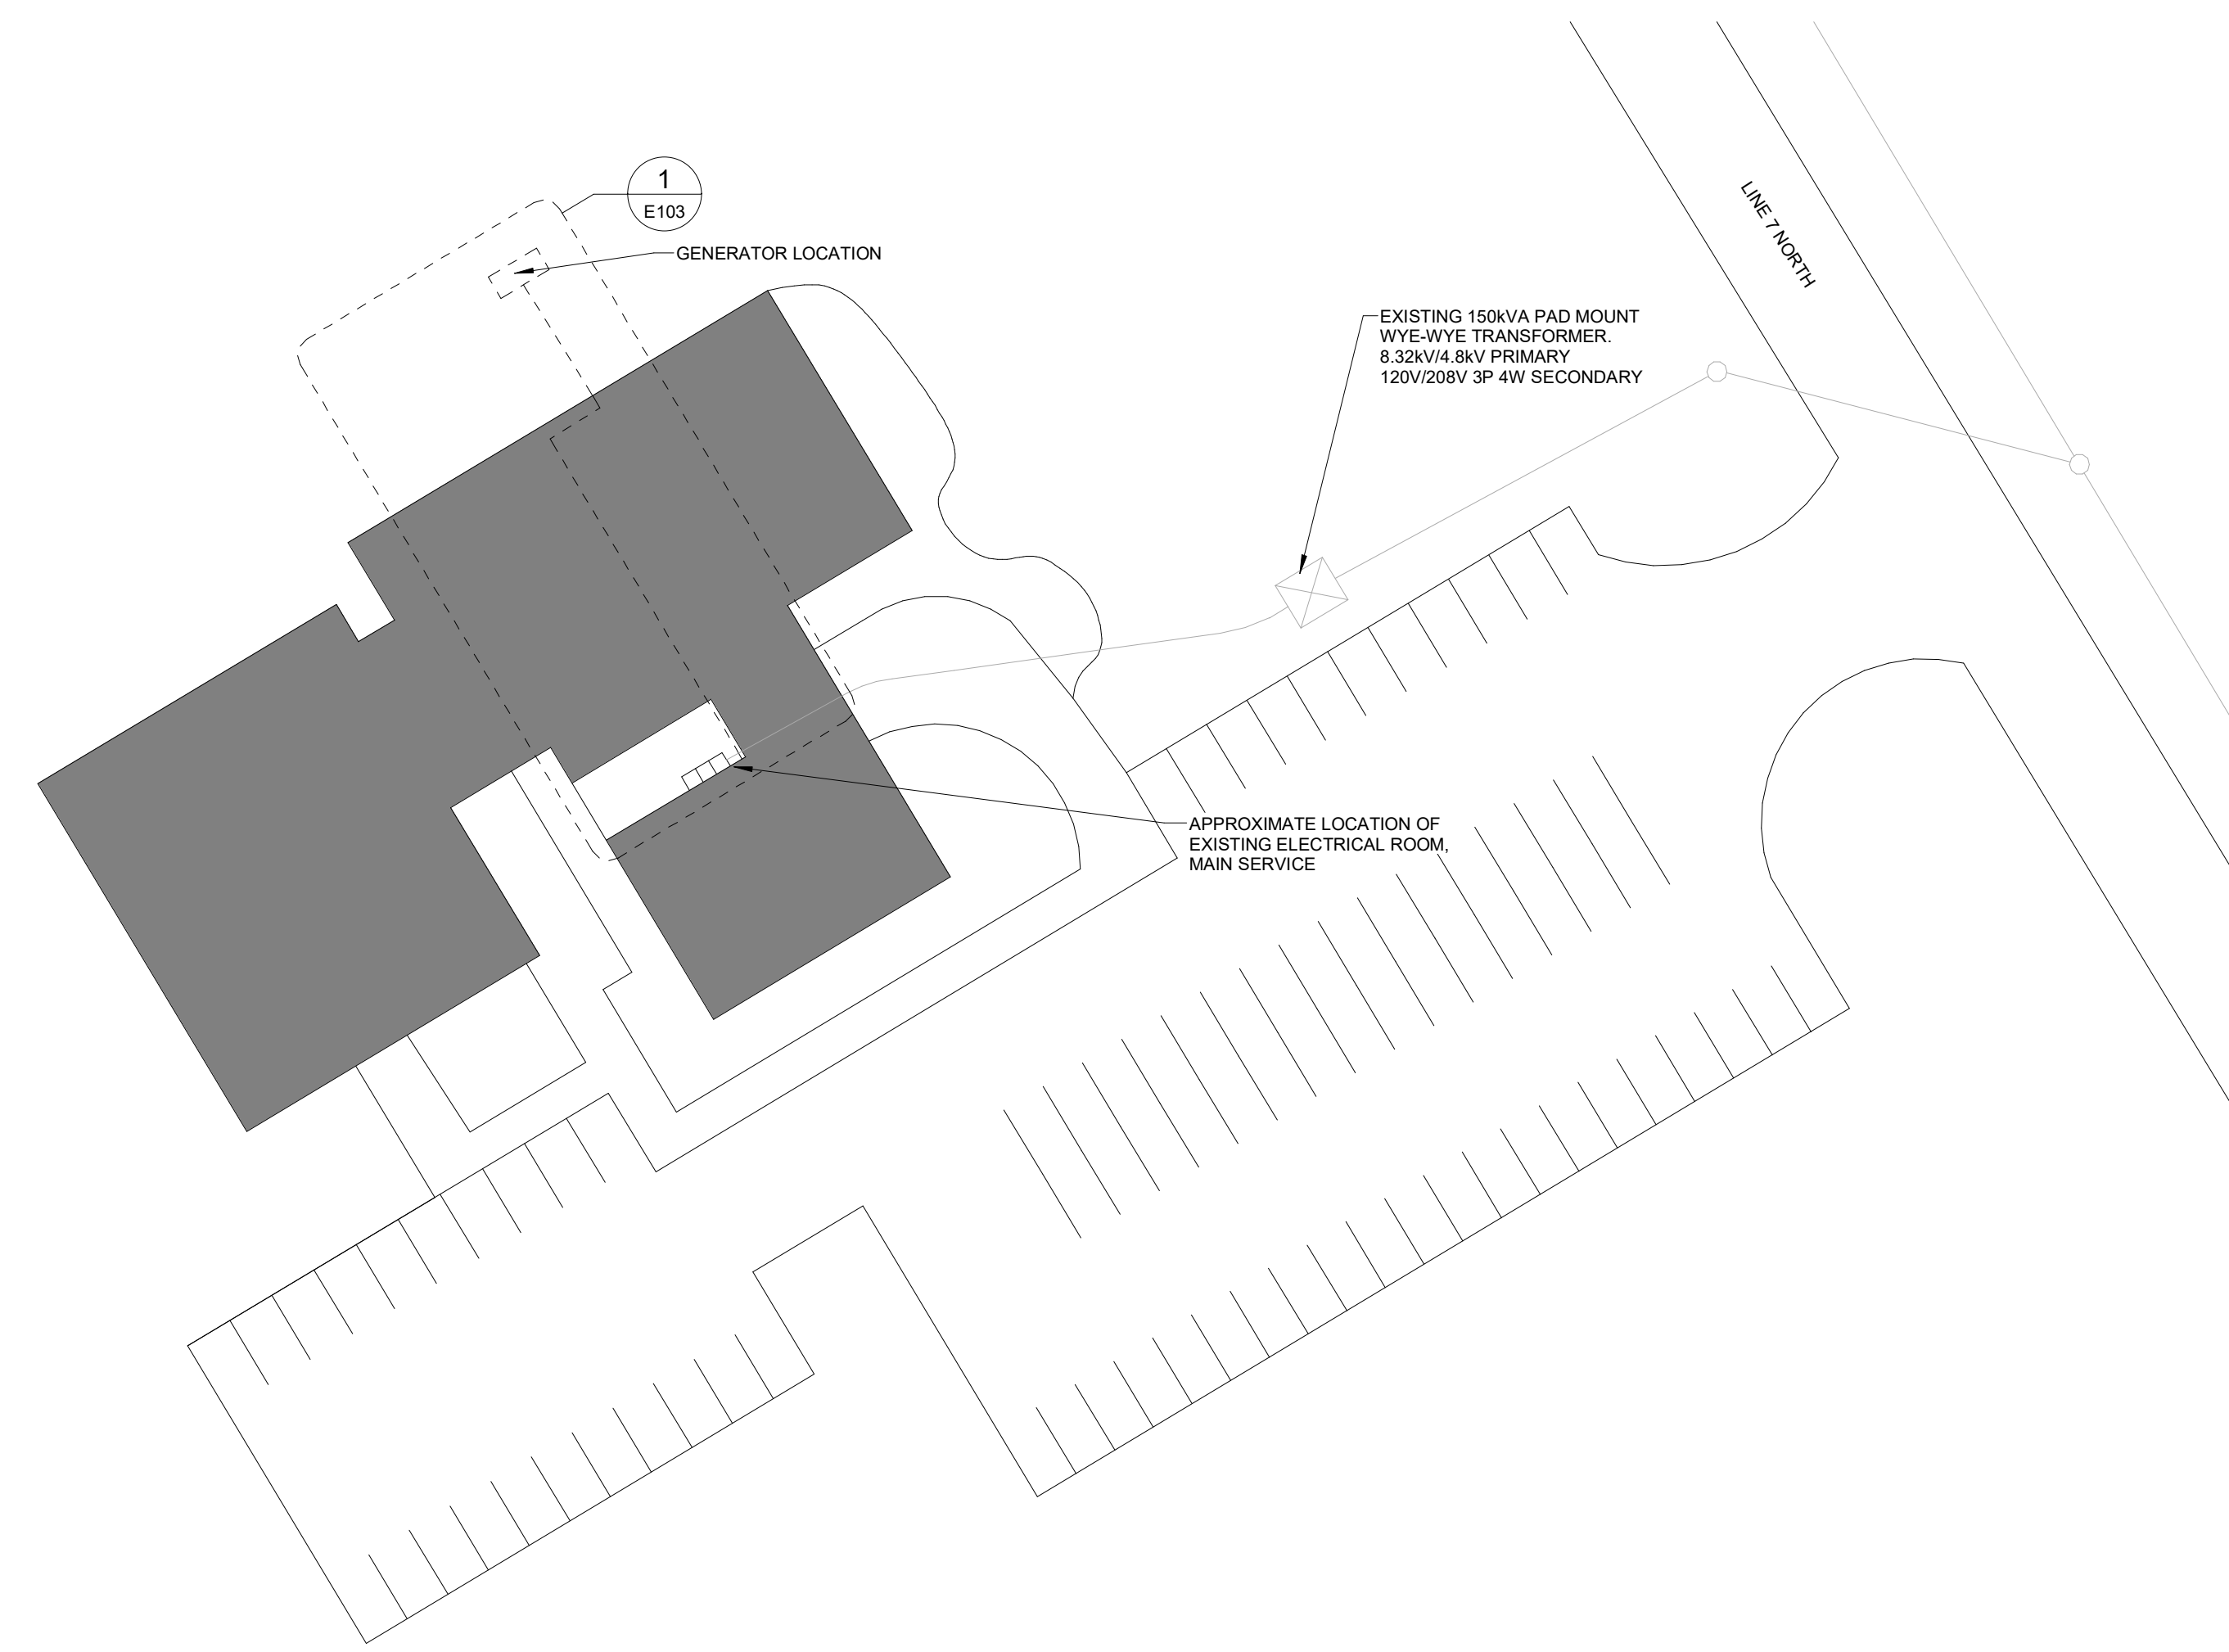 1
E103
GENERATOR LOCATION
LINE 7 NORTH
EXISTING 150kVA PAD MOUNT
WYE-WYE TRANSFORMER.
8.32kV/4.8kV PRIMARY
120V/208V 3P 4W SECONDARY
APPROXIMATE LOCATION OF
EXISTING ELECTRICAL ROOM,
MAIN SERVICE